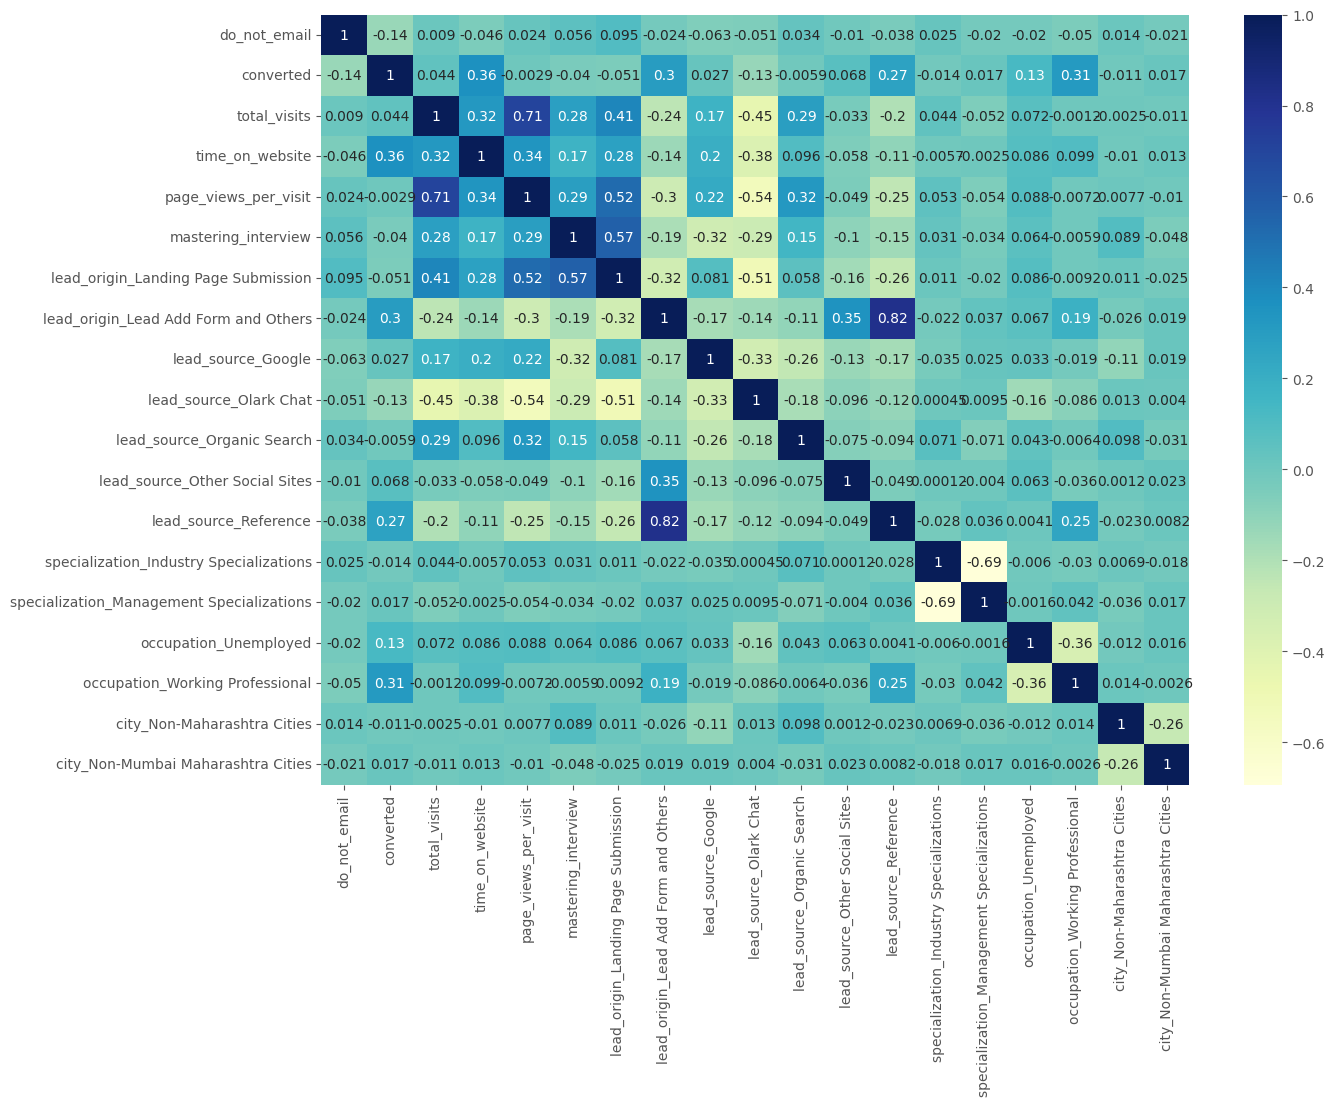 do_not_email 1 -0.14 0.009 -0.046 0.024 0.056 0.095 -0.024 -0.063 -0.051 0.034 -0.01 -0.038 0.025 -0.02 -0.02 -0.05 0.014 -0.021
converted -0.14 1 0.044 0.36 -0.0029 -0.04 -0.051 0.3 0.027 -0.13 -0.0059 0.068 0.27 -0.014 0.017 0.13 0.31 -0.011 0.017
total_visits 0.009 0.044 1 0.32 0.71 0.28 0.41 -0.24 0.17 -0.45 0.29 -0.033 -0.2 0.044 -0.052 0.072 -0.0012 -0.0025 -0.011
time_on_website -0.046 0.36 0.32 1 0.34 0.17 0.28 -0.14 0.2 -0.38 0.096 -0.058 -0.11 -0.0057 -0.0025 0.086 0.099 -0.01 0.013
page_views_per_visit 0.024 -0.0029 0.71 0.34 1 0.29 0.52 -0.3 0.22 -0.54 0.32 -0.049 -0.25 0.053 -0.054 0.088 -0.0072 0.0077 -0.01
mastering_interview 0.056 -0.04 0.28 0.17 0.29 1 0.57 -0.19 -0.32 -0.29 0.15 -0.1 -0.15 0.031 -0.034 0.064 -0.0059 0.089 -0.048
lead_origin_Landing Page Submission 0.095 -0.051 0.41 0.28 0.52 0.57 1 -0.32 0.081 -0.51 0.058 -0.16 -0.26 0.011 -0.02 0.086 -0.0092 0.011 -0.025
lead_origin_Lead Add Form and Others -0.024 0.3 -0.24 -0.14 -0.3 -0.19 -0.32 1 -0.17 -0.14 -0.11 0.35 0.82 -0.022 0.037 0.067 0.19 -0.026 0.019
lead_source_Google -0.063 0.027 0.17 0.2 0.22 -0.32 0.081 -0.17 1 -0.33 -0.26 -0.13 -0.17 -0.035 0.025 0.033 -0.019 -0.11 0.019
lead_source_Olark Chat -0.051 -0.13 -0.45 -0.38 -0.54 -0.29 -0.51 -0.14 -0.33 1 -0.18 -0.096 -0.12 0.00045 0.0095 -0.16 -0.086 0.013 0.004
lead_source_Organic Search 0.034 -0.0059 0.29 0.096 0.32 0.15 0.058 -0.11 -0.26 -0.18 1 -0.075 -0.094 0.071 -0.071 0.043 -0.0064 0.098 -0.031
lead_source_Other Social Sites -0.01 0.068 -0.033 -0.058 -0.049 -0.1 -0.16 0.35 -0.13 -0.096 -0.075 1 -0.049 0.00012 -0.004 0.063 -0.036 0.0012 0.023
lead_source_Reference -0.038 0.27 -0.2 -0.11 -0.25 -0.15 -0.26 0.82 -0.17 -0.12 -0.094 -0.049 1 -0.028 0.036 0.0041 0.25 -0.023 0.0082
specialization_Industry Specializations 0.025 -0.014 0.044 -0.0057 0.053 0.031 0.011 -0.022 -0.035 0.00045 0.071 0.00012 -0.028 1 -0.69 -0.006 -0.03 0.0069 -0.018
specialization_Management Specializations -0.02 0.017 -0.052 -0.0025 -0.054 -0.034 -0.02 0.037 0.025 0.0095 -0.071 -0.004 0.036 -0.69 1 -0.0016 0.042 -0.036 0.017
occupation_Unemployed -0.02 0.13 0.072 0.086 0.088 0.064 0.086 0.067 0.033 -0.16 0.043 0.063 0.0041 -0.006 -0.0016 1 -0.36 -0.012 0.016
occupation_Working Professional -0.05 0.31 -0.0012 0.099 -0.0072 -0.0059 -0.0092 0.19 -0.019 -0.086 -0.0064 -0.036 0.25 -0.03 0.042 -0.36 1 0.014 -0.0026
city_Non-Maharashtra Cities 0.014 -0.011 -0.0025 -0.01 0.0077 0.089 0.011 -0.026 -0.11 0.013 0.098 0.0012 -0.023 0.0069 -0.036 -0.012 0.014 1 -0.26
city_Non-Mumbai Maharashtra Cities -0.021 0.017 -0.011 0.013 -0.01 -0.048 -0.025 0.019 0.019 0.004 -0.031 0.023 0.0082 -0.018 0.017 0.016 -0.0026 -0.26 1
do_not_email
converted
total_visits
time_on_website
page_views_per_visit
mastering_interview
lead_origin_Landing Page Submission
lead_origin_Lead Add Form and Others
lead_source_Google
lead_source_Olark Chat
lead_source_Organic Search
lead_source_Other Social Sites
lead_source_Reference
specialization_Industry Specializations
specialization_Management Specializations
occupation_Unemployed
occupation_Working Professional
city_Non-Maharashtra Cities
city_Non-Mumbai Maharashtra Cities
1.0
0.8
0.6
0.4
0.2
0.0
−0.2
−0.4
−0.6